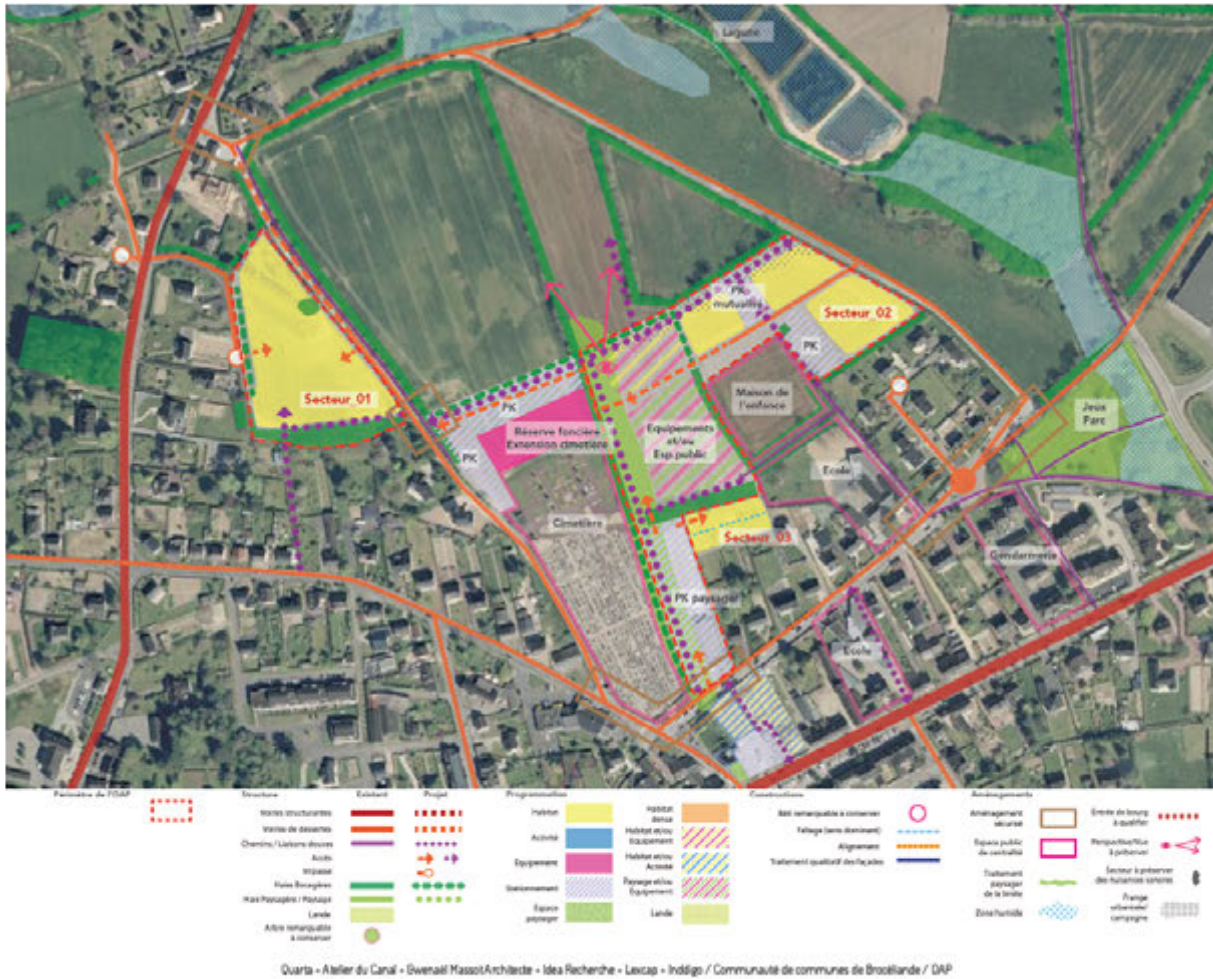 Lagune
PK mutualisé
Secteur_02
PK
Secteur_01
PK
Maison de
l'enfance
Jeux
Parc
Réserve foncière
Extension cimetière
PK
Equipements
et/ou
Esp.public
Ecole
Cimetière
Secteur_03
Gendarmerie
PK paysager
Ecole
Périmètre de l'OAP
Structure
Existant
Projet
Voiries structurantes
Voiries de dessertes
Chemins / Liaisons douces
Accès
Impasse
Haies Bocagères
Haie Paysagère / Paysage
Lande
Arbre remarquable
à conserver
Programmation
Habitat
Activité
Equipement
Stationnement
Espace
paysager
Habitat
dense
Habitat et/ou
Equipement
Habitat et/ou
Activité
Paysage et/ou
Equipement
Lande
Constructions
Bâti remarquable à conserver
Faîtage (sens dominant)
Alignement
Traitement qualitatif des façades
Aménagements
Aménagement
sécurisé
Espace public
de centralité
Traitement
paysager
de la limite
Zone humide
Entrée de bourg
à qualifier
Perspective/Vue
à préserver
Secteur à préserver
des nuisances sonores
Frange
urbanisée/
campagne
Quarta - Atelier du Canal - Gwenaël Massot Architecte - Idea Recherche - Lexcap - Inddigo / Communauté de communes de Brocéliande / OAP